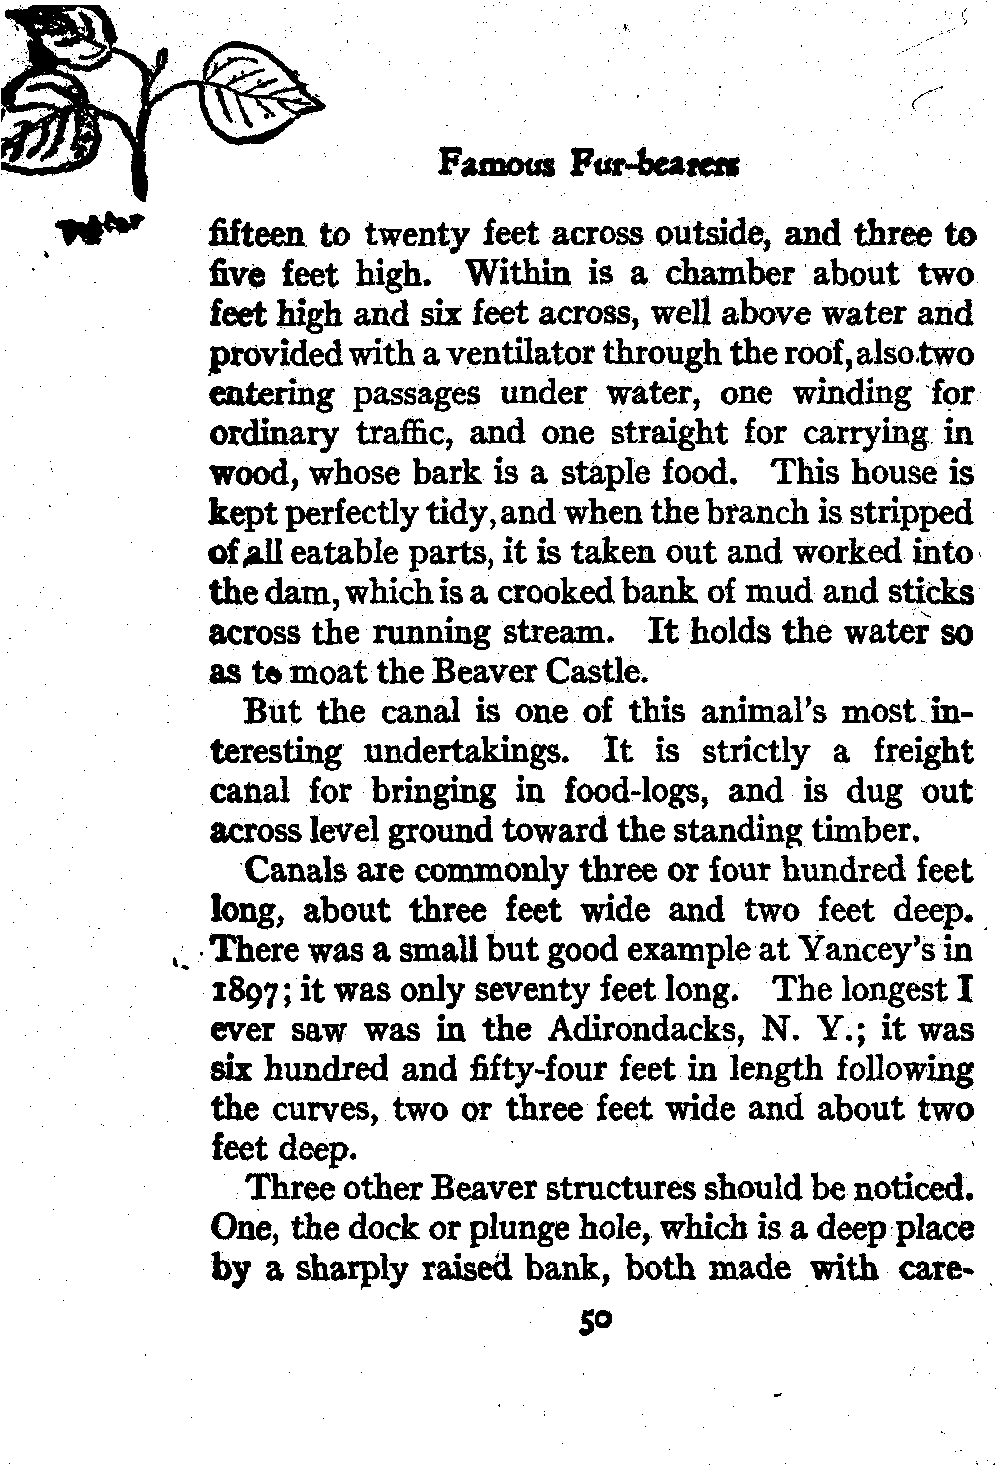 Famous Fur-bearers
fifteen to twenty feet across outside, and three to
five feet high. Within is a chamber about two
feet high and six feet across, well above water and
provided with a ventilator through the roof, also two
entering passages under water, one winding for
ordinary traffic, and one straight for carrying in
wood, whose bark is a staple food. This house is
kept perfectly tidy, and when the branch is stripped
of all eatable parts, it is taken out and worked into
the dam, which is a crooked bank of mud and sticks
across the running stream. It holds the water so
as to moat the Beaver Castle.
But the canal is one of this animal's most in-
teresting undertakings. It is strictly a freight
canal for bringing in food-logs, and is dug out
across level ground toward the standing timber.
Canals are commonly three or four hundred feet
long, about three feet wide and two feet deep.
There was a small but good example at Yancey's in
1897; it was only seventy feet long. The longest I
ever saw was in the Adirondacks, N. Y.; it was
six hundred and fifty-four feet in length following
the curves, two or three feet wide and about two
feet deep.
Three other Beaver structures should be noticed.
One, the dock or plunge hole, which is a deep place
by a sharply raised bank, both made with care-
50